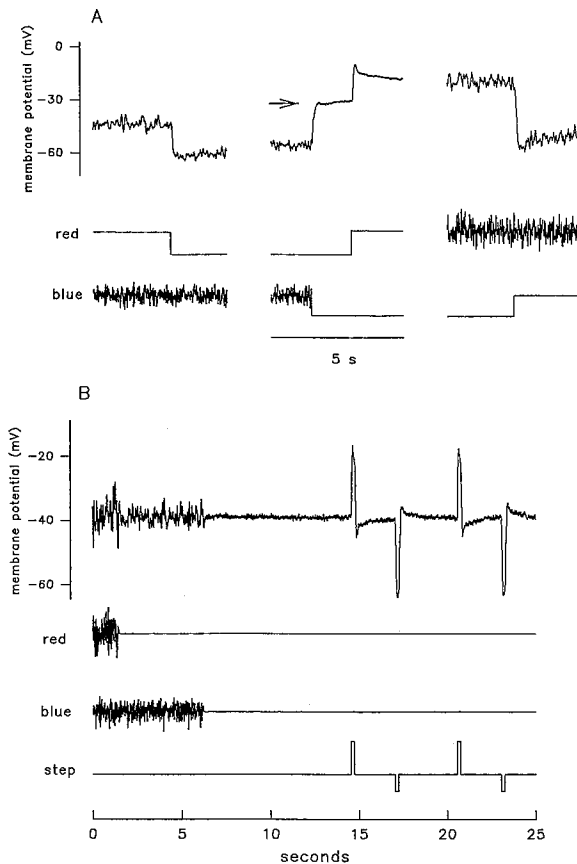 A
membrane potential (mV)
0
−30
−60
red
blue
5 s
B
membrane potential (mV)
−20
−40
−60
red
blue
step
0 5 10 15 20 25
seconds